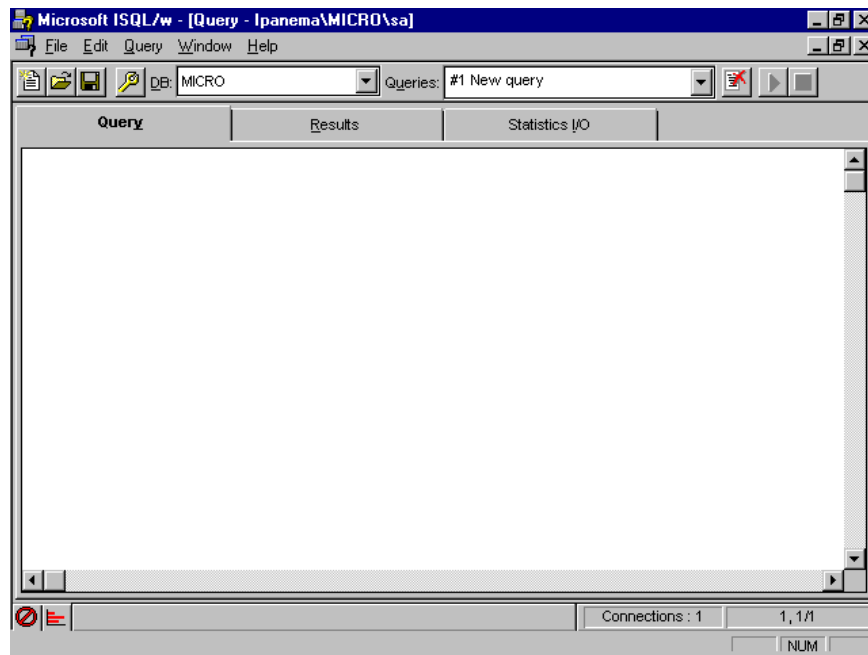 Microsoft ISQL/w - [Query - Ipanema\MICRO\sa]
File Edit Query Window Help
DB: MICRO Queries: #1 New query
Query Results Statistics I/O
Connections : 1 1, 1/1
NUM